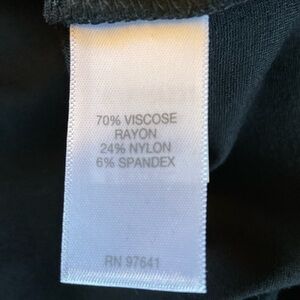 70% VISCOSE
RAYON
24% NYLON
6% SPANDEX
RN 97641